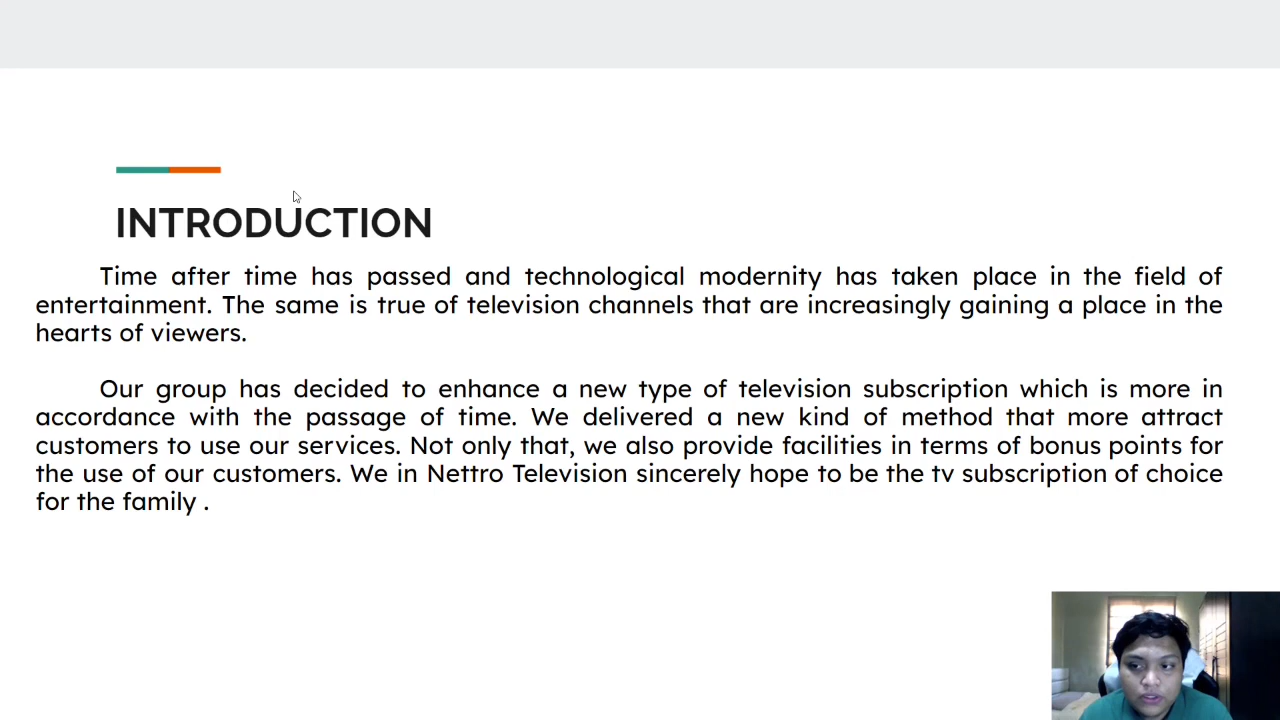 INTRODUCTION
Time after time has passed and technological modernity has taken place in the field of
entertainment. The same is true of television channels that are increasingly gaining a place in the
hearts of viewers.
Our group has decided to enhance a new type of television subscription which is more in
accordance with the passage of time. We delivered a new kind of method that more attract
customers to use our services. Not only that, we also provide facilities in terms of bonus points for
the use of our customers. We in Nettro Television sincerely hope to be the tv subscription of choice
for the family .